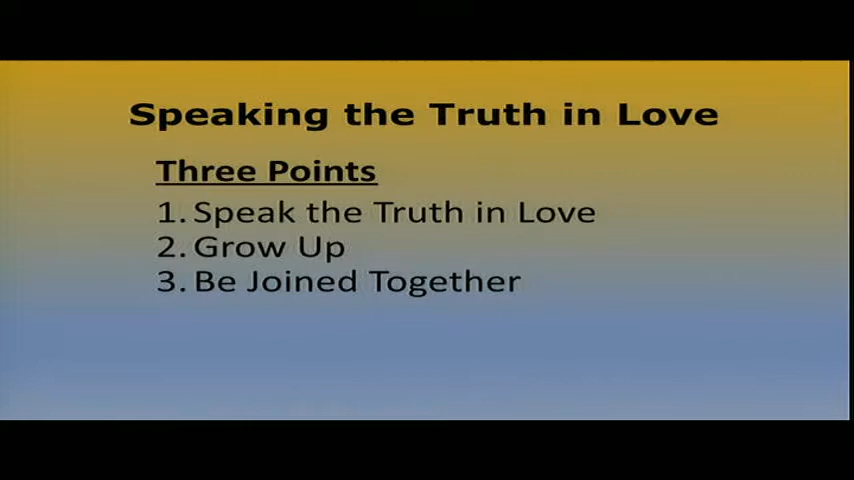 Speaking the Truth in Love
Three Points
1. Speak the Truth in Love
2. Grow Up
3. Be Joined Together